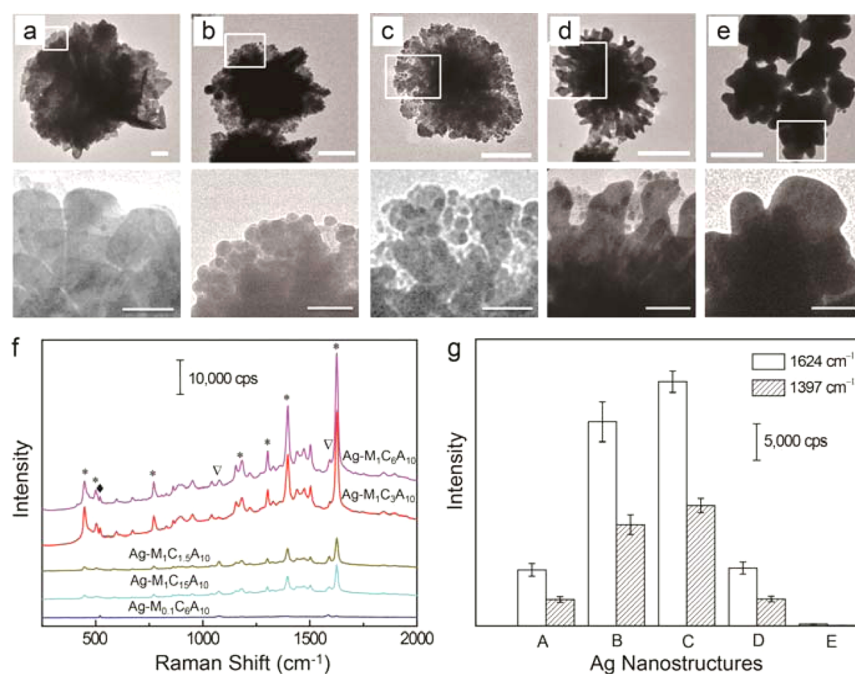 a
b
c
d
e
f
10,000 cps
* * ◆ * ▽ * * * ▽ *
Ag-M₁C₆A₁₀
Ag-M₁C₃A₁₀
Ag-M₁C₁.₅A₁₀
Ag-M₁C₁₅A₁₀
Ag-M₀.₁C₆A₁₀
Intensity
500 1000 1500 2000
Raman Shift (cm⁻¹)
g
1624 cm⁻¹
1397 cm⁻¹
5,000 cps
Intensity
A B C D E
Ag Nanostructures